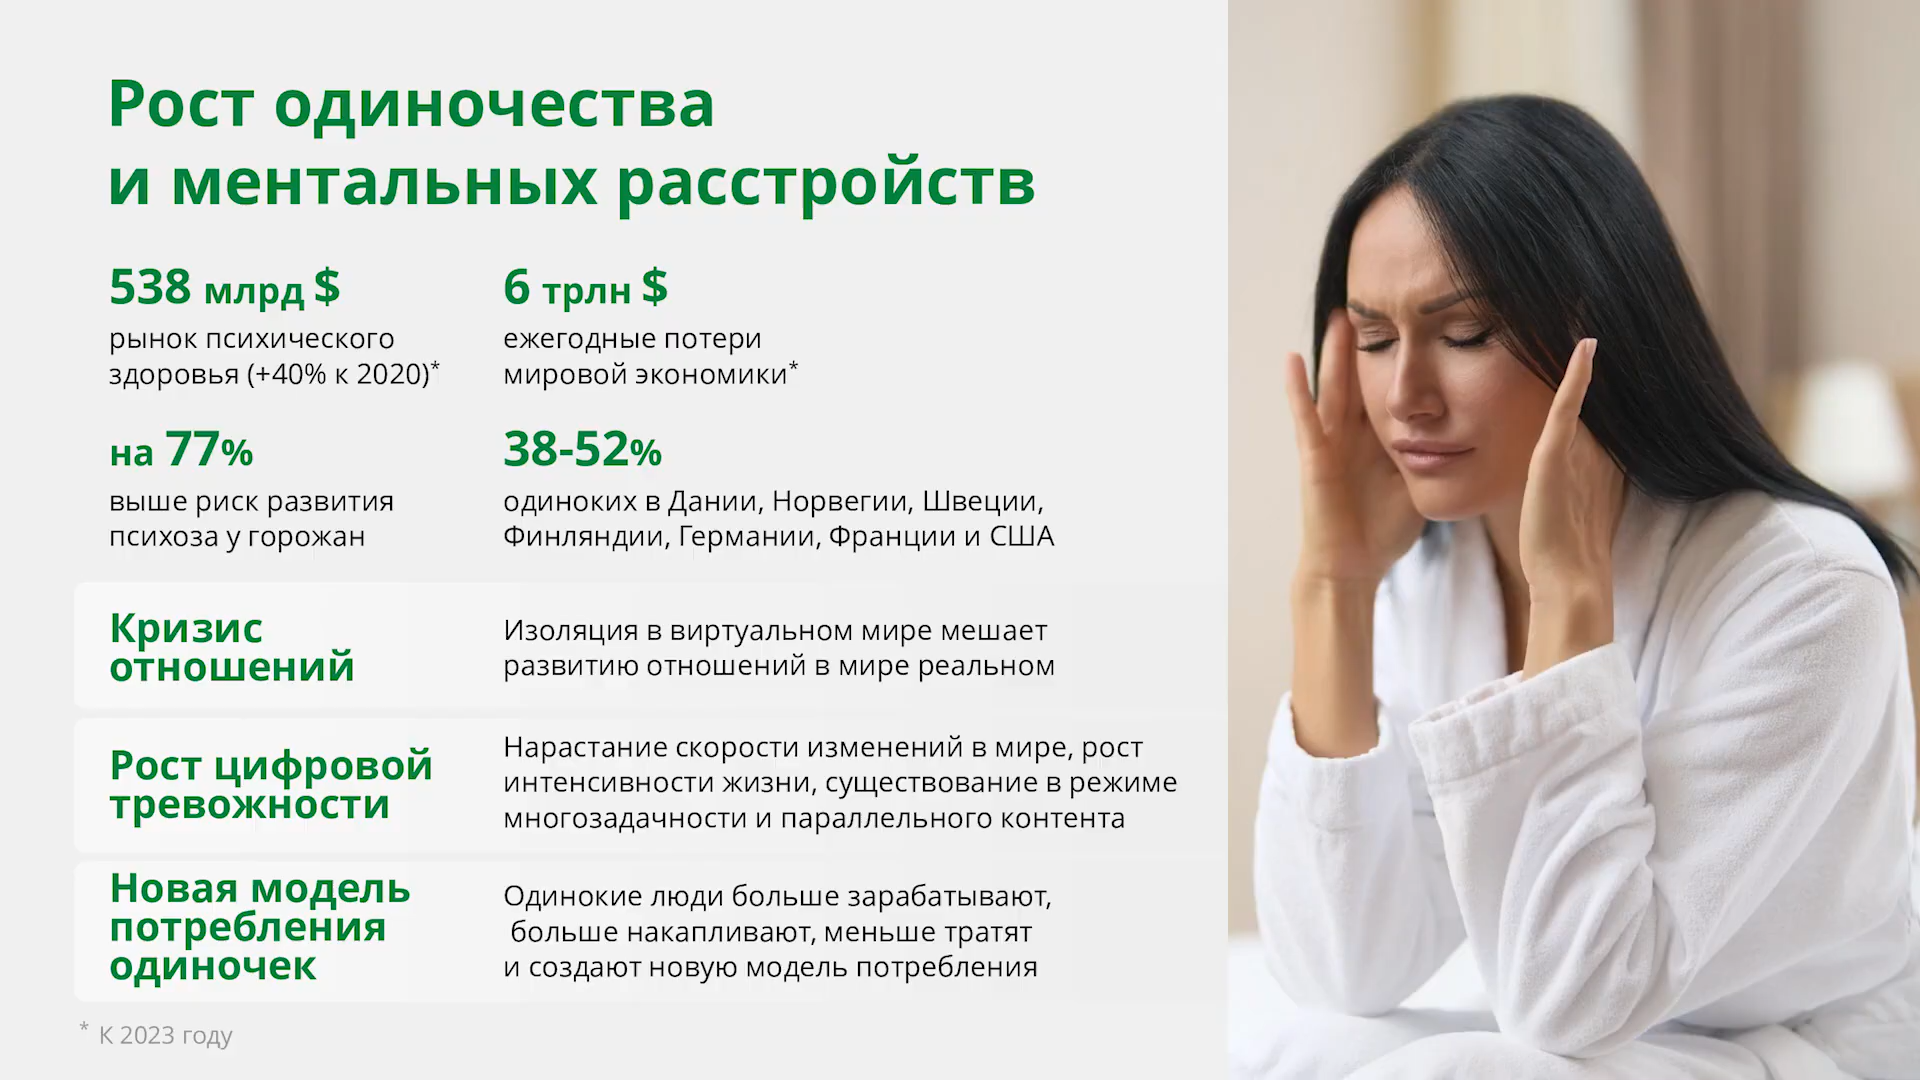 Рост одиночества
и ментальных расстройств
538 млрд $
рынок психического
здоровья (+40% к 2020)*
6 трлн $
ежегодные потери
мировой экономики*
на 77%
выше риск развития
психоза у горожан
38-52%
одиноких в Дании, Норвегии, Швеции,
Финляндии, Германии, Франции и США
Кризис
отношений
Изоляция в виртуальном мире мешает
развитию отношений в мире реальном
Рост цифровой
тревожности
Нарастание скорости изменений в мире, рост
интенсивности жизни, существование в режиме
многозадачности и параллельного контента
Новая модель
потребления
одиночек
Одинокие люди больше зарабатывают,
больше накапливают, меньше тратят
и создают новую модель потребления
* К 2023 году